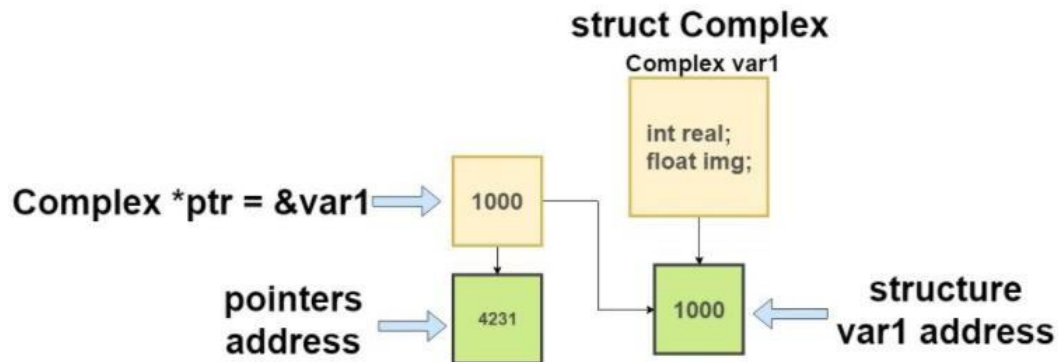 struct Complex
Complex var1
int real;
float img;
Complex *ptr = &var1
1000
pointers
address
4231
1000
structure
var1 address